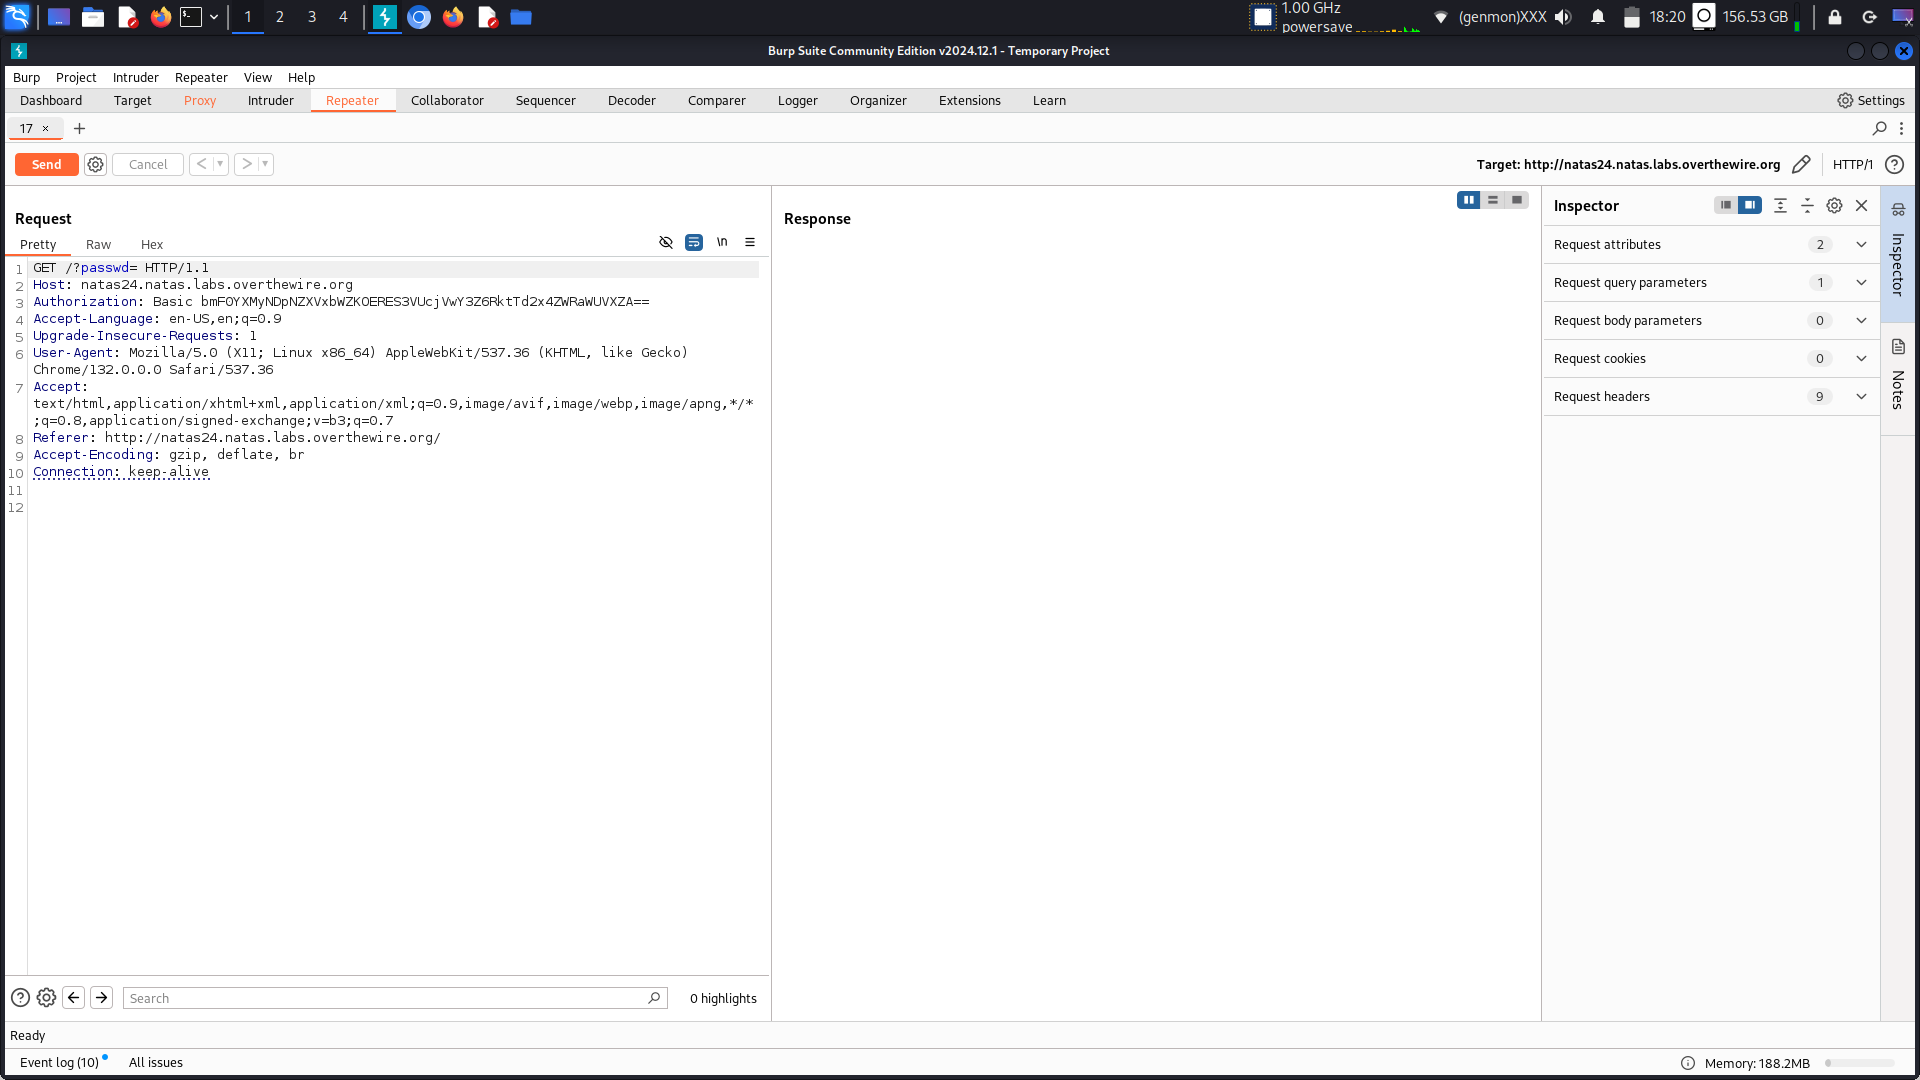 1 2 3 4
1.00 GHz
powersave
(genmon)XXX
18:20
156.53 GB
Burp Suite Community Edition v2024.12.1 - Temporary Project
Burp Project Intruder Repeater View Help
Dashboard Target Proxy Intruder Repeater Collaborator Sequencer Decoder Comparer Logger Organizer Extensions Learn Settings
17 × +
Send Cancel < >
Target: http://natas24.natas.labs.overthewire.org HTTP/1
Request
Pretty Raw Hex \n
1 GET /?passwd= HTTP/1.1
2 Host: natas24.natas.labs.overthewire.org
3 Authorization: Basic bmF0YXMyNDpNZXVxbWZKOERES3VUcjVwY3Z6RktTd2x4ZWRaWUVXZA==
4 Accept-Language: en-US,en;q=0.9
5 Upgrade-Insecure-Requests: 1
6 User-Agent: Mozilla/5.0 (X11; Linux x86_64) AppleWebKit/537.36 (KHTML, like Gecko)
Chrome/132.0.0.0 Safari/537.36
7 Accept:
text/html,application/xhtml+xml,application/xml;q=0.9,image/avif,image/webp,image/apng,*/*
;q=0.8,application/signed-exchange;v=b3;q=0.7
8 Referer: http://natas24.natas.labs.overthewire.org/
9 Accept-Encoding: gzip, deflate, br
10 Connection: keep-alive
11
12
Search
0 highlights
Response
Inspector
Request attributes 2
Request query parameters 1
Request body parameters 0
Request cookies 0
Request headers 9
Inspector
Notes
Ready
Event log (10) All issues
Memory: 188.2MB